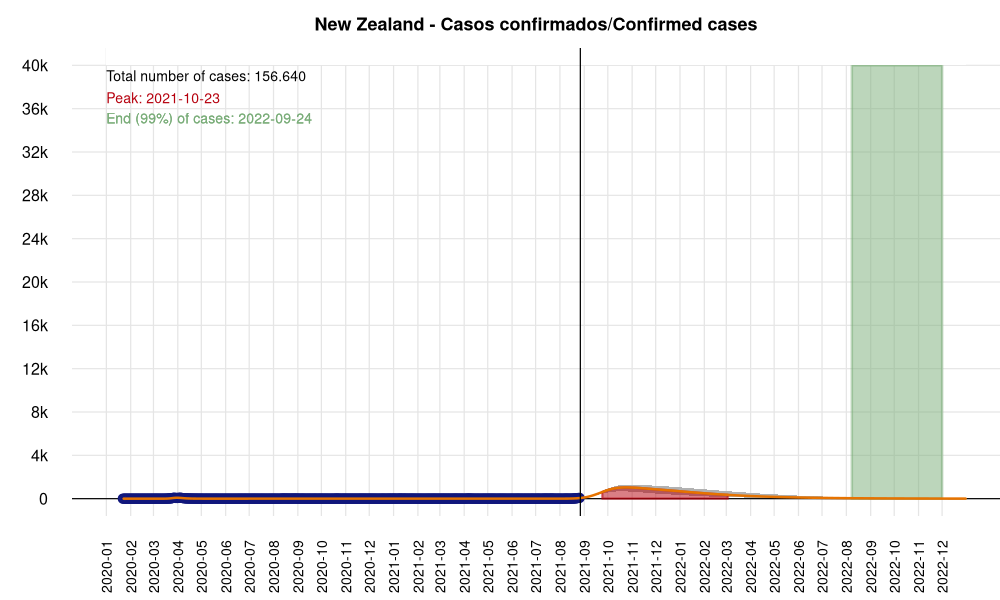 New Zealand - Casos confirmados/Confirmed cases
40k
Total number of cases: 156.640
Peak: 2021-10-23
36k
End (99%) of cases: 2022-09-24
32k
28k
24k
20k
16k
12k
8k
4k
0
2020-01
2020-02
2020-03
2020-04
2020-05
2020-06
2020-07
2020-08
2020-09
2020-10
2020-11
2020-12
2021-01
2021-02
2021-03
2021-04
2021-05
2021-06
2021-07
2021-08
2021-09
2021-10
2021-11
2021-12
2022-01
2022-02
2022-03
2022-04
2022-05
2022-06
2022-07
2022-08
2022-09
2022-10
2022-11
2022-12